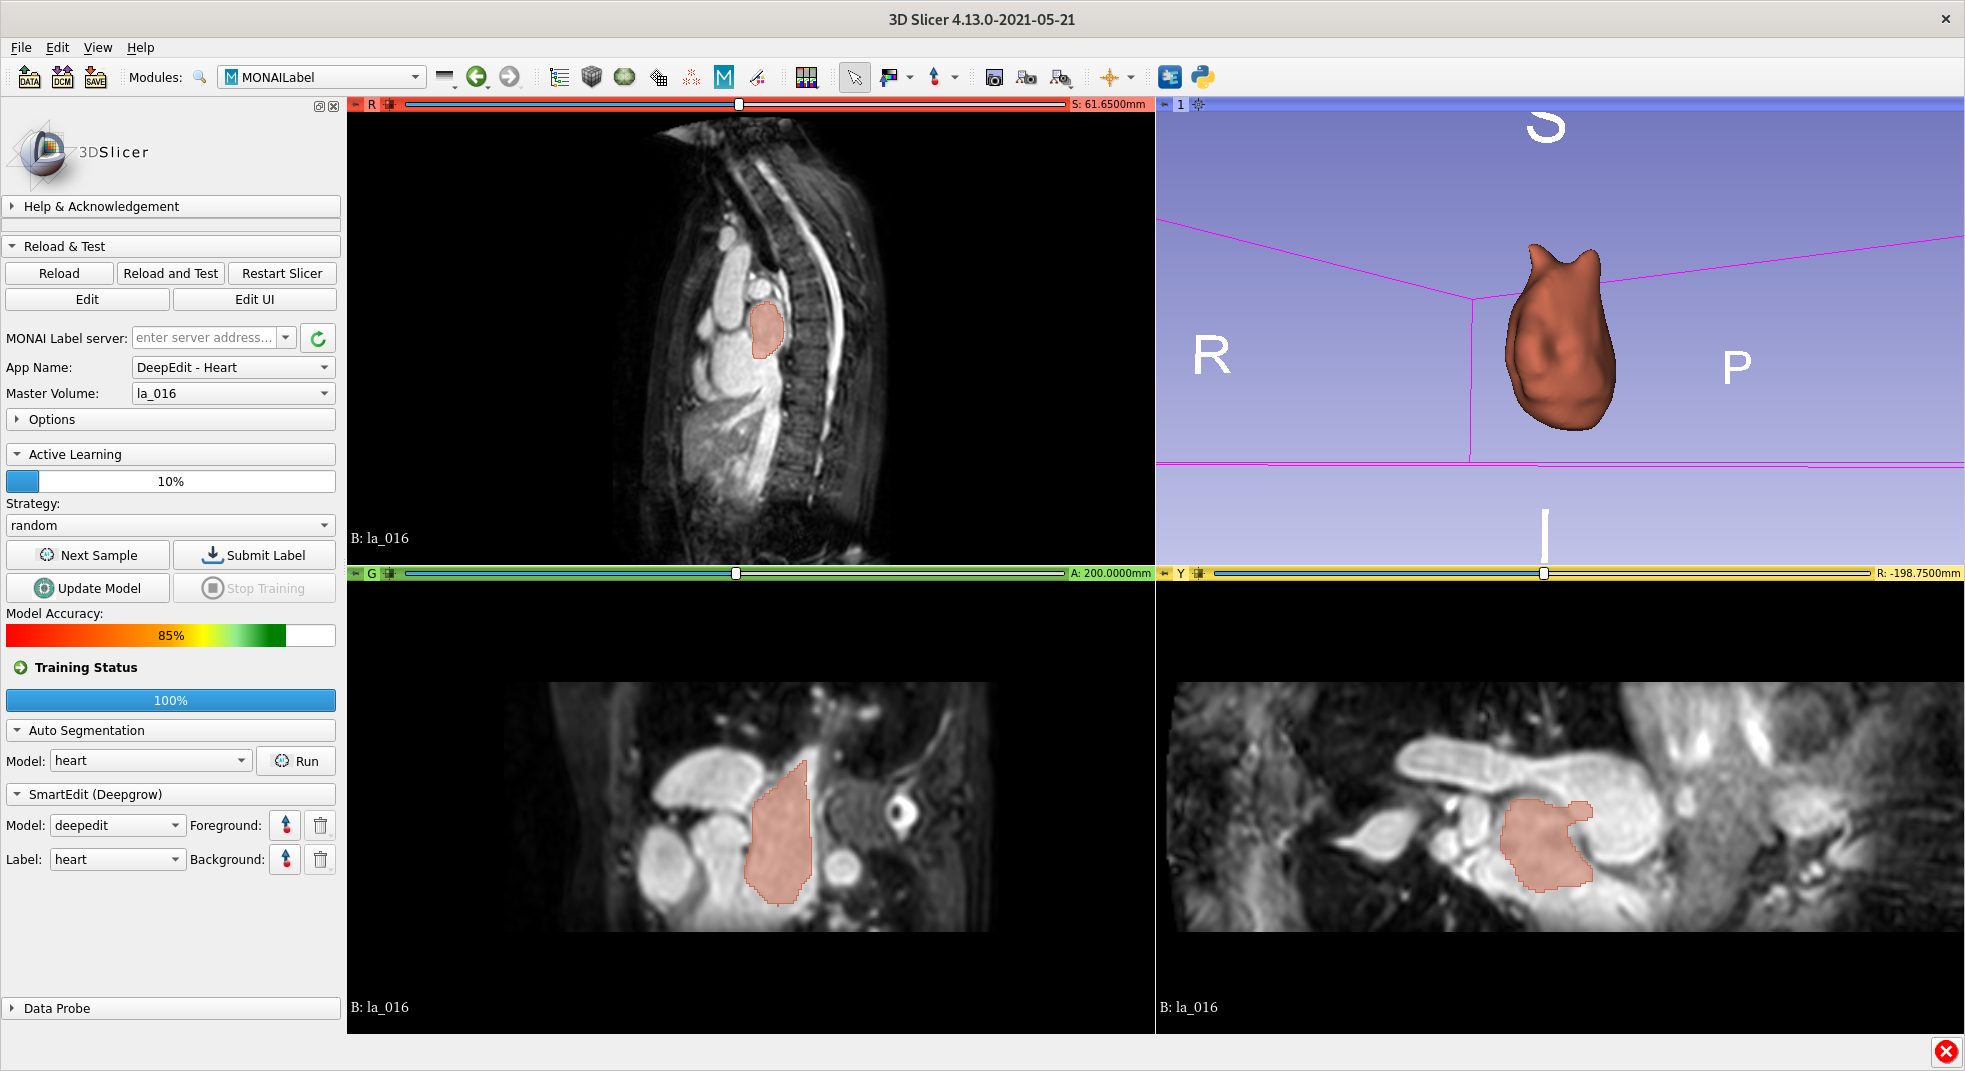 3D Slicer 4.13.0-2021-05-21
File Edit View Help
DATA DCM SAVE Modules: MONAILabel
R S: 61.6500mm
1
3DSlicer
Help & Acknowledgement
Reload & Test
Reload Reload and Test Restart Slicer
Edit Edit UI
MONAI Label server: enter server address...
App Name: DeepEdit - Heart
Master Volume: la_016
Options
Active Learning
10%
Strategy:
random
Next Sample Submit Label
Update Model Stop Training
Model Accuracy:
85%
Training Status
100%
Auto Segmentation
Model: heart Run
SmartEdit (Deepgrow)
Model: deepedit Foreground:
Label: heart Background:
Data Probe
B: la_016
S
R
P
I
G A: 200.0000mm
B: la_016
Y R: -198.7500mm
B: la_016